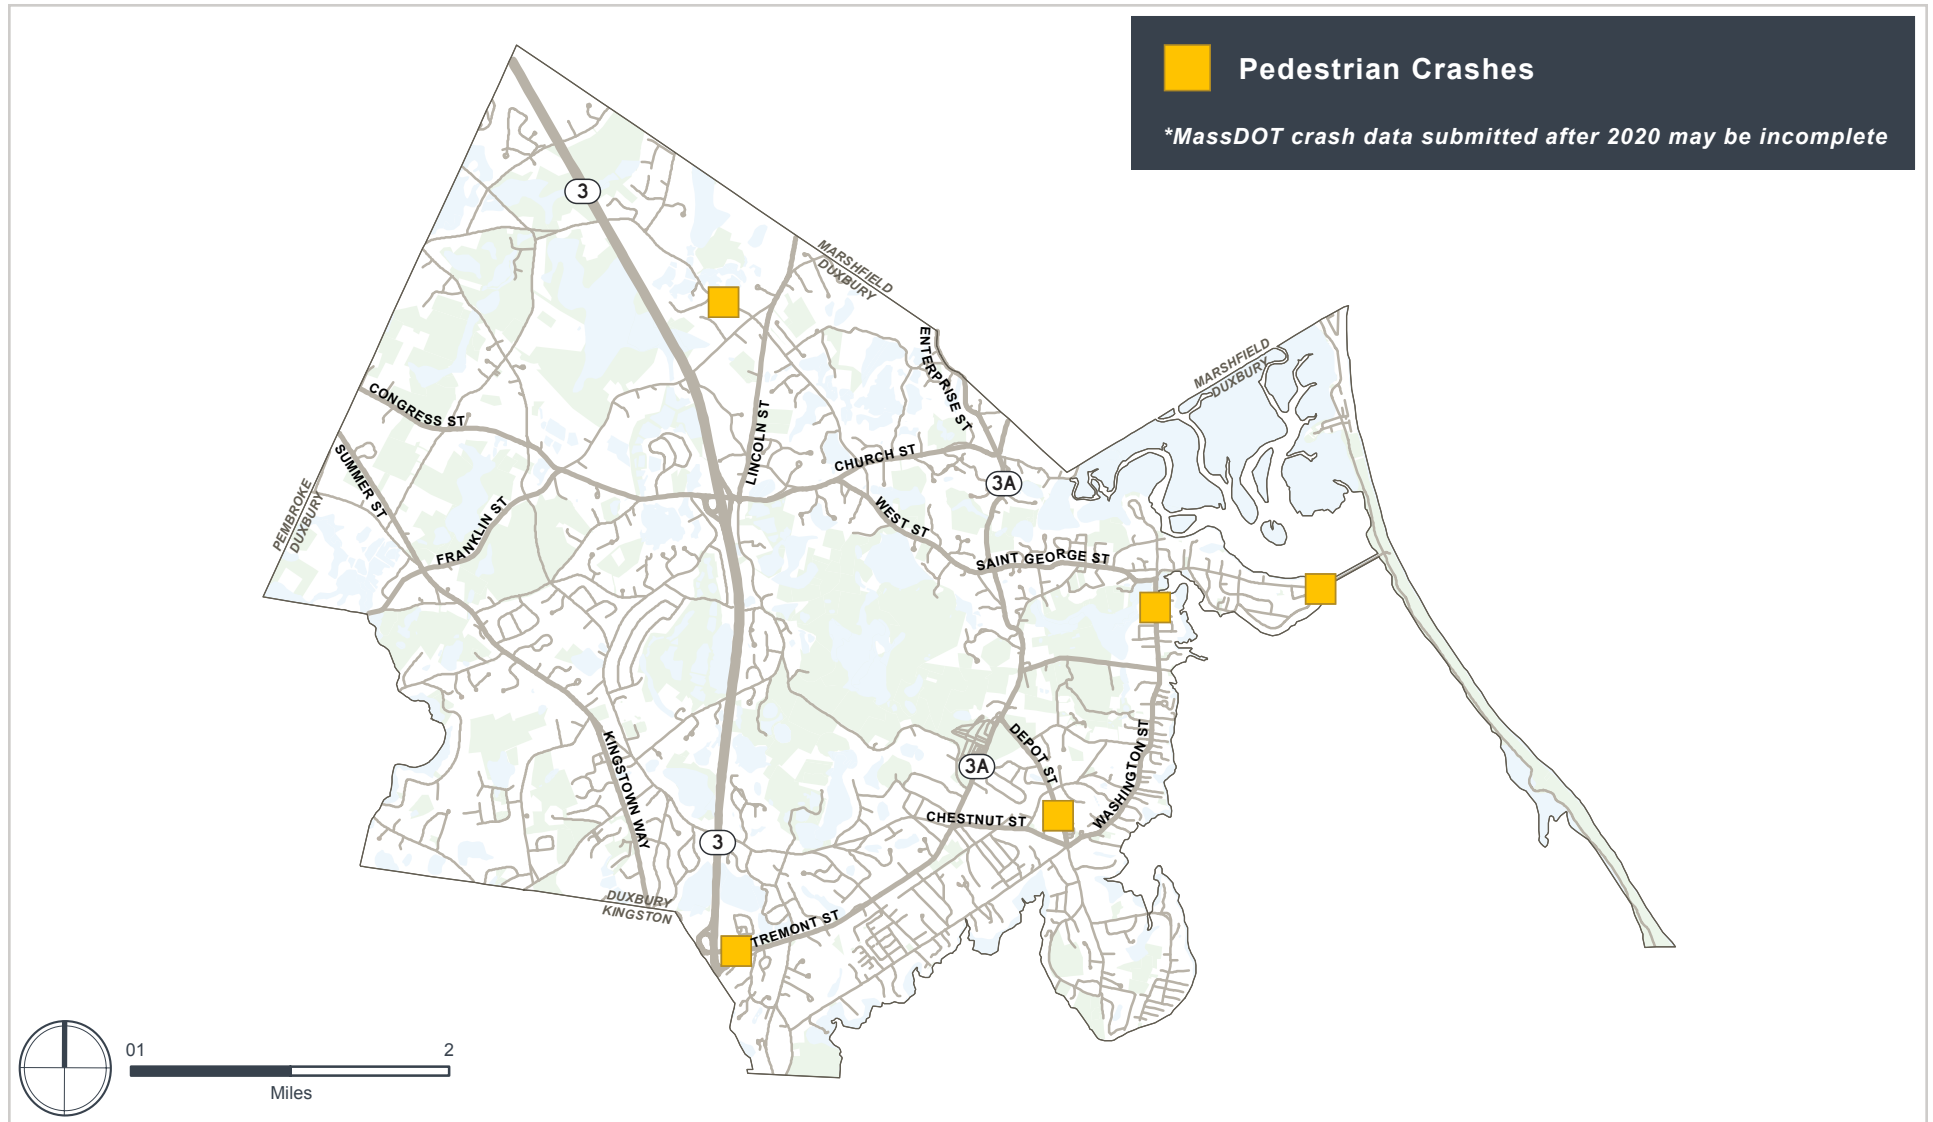 Pedestrian Crashes
*MassDOT crash data submitted after 2020 may be incomplete
3
MARSHFIELD
DUXBURY
ENTERPRISE ST
MARSHFIELD
DUXBURY
CONGRESS ST
LINCOLN ST
SUMMER ST
CHURCH ST
3A
PEMBROKE
DUXBURY
FRANKLIN ST
WEST ST
SAINT GEORGE ST
KINGSTOWN WAY
DEPOT ST
WASHINGTON ST
3A
CHESTNUT ST
3
DUXBURY
KINGSTON
TREMONT ST
01 2
Miles